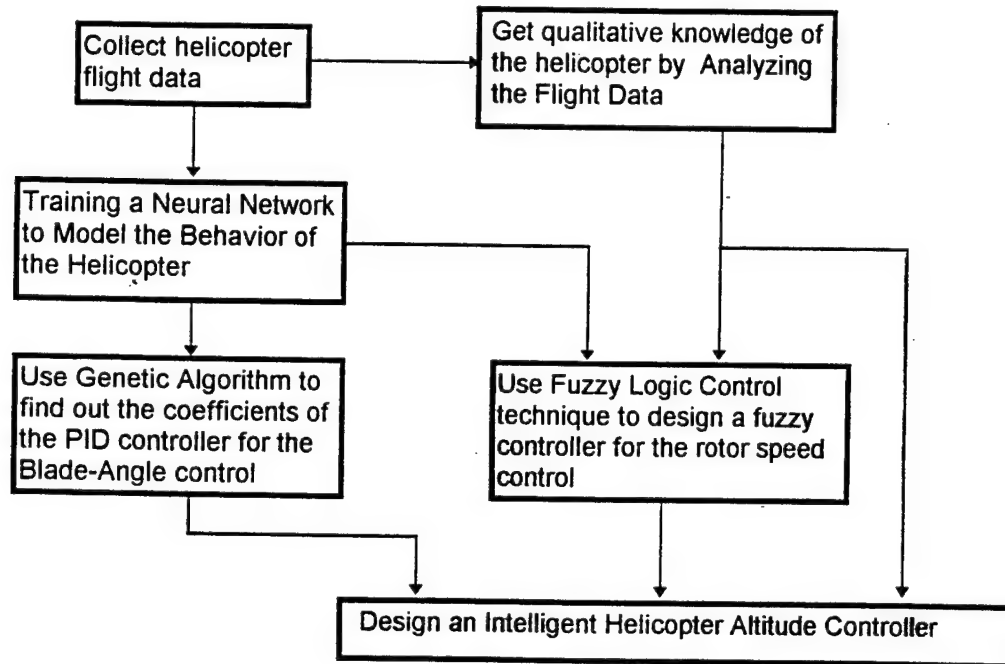 Collect helicopter
flight data
Get qualitative knowledge of
the helicopter by Analyzing
the Flight Data
Training a Neural Network
to Model the Behavior of
the Helicopter
Use Genetic Algorithm to
find out the coefficients of
the PID controller for the
Blade-Angle control
Use Fuzzy Logic Control
technique to design a fuzzy
controller for the rotor speed
control
Design an Intelligent Helicopter Altitude Controller